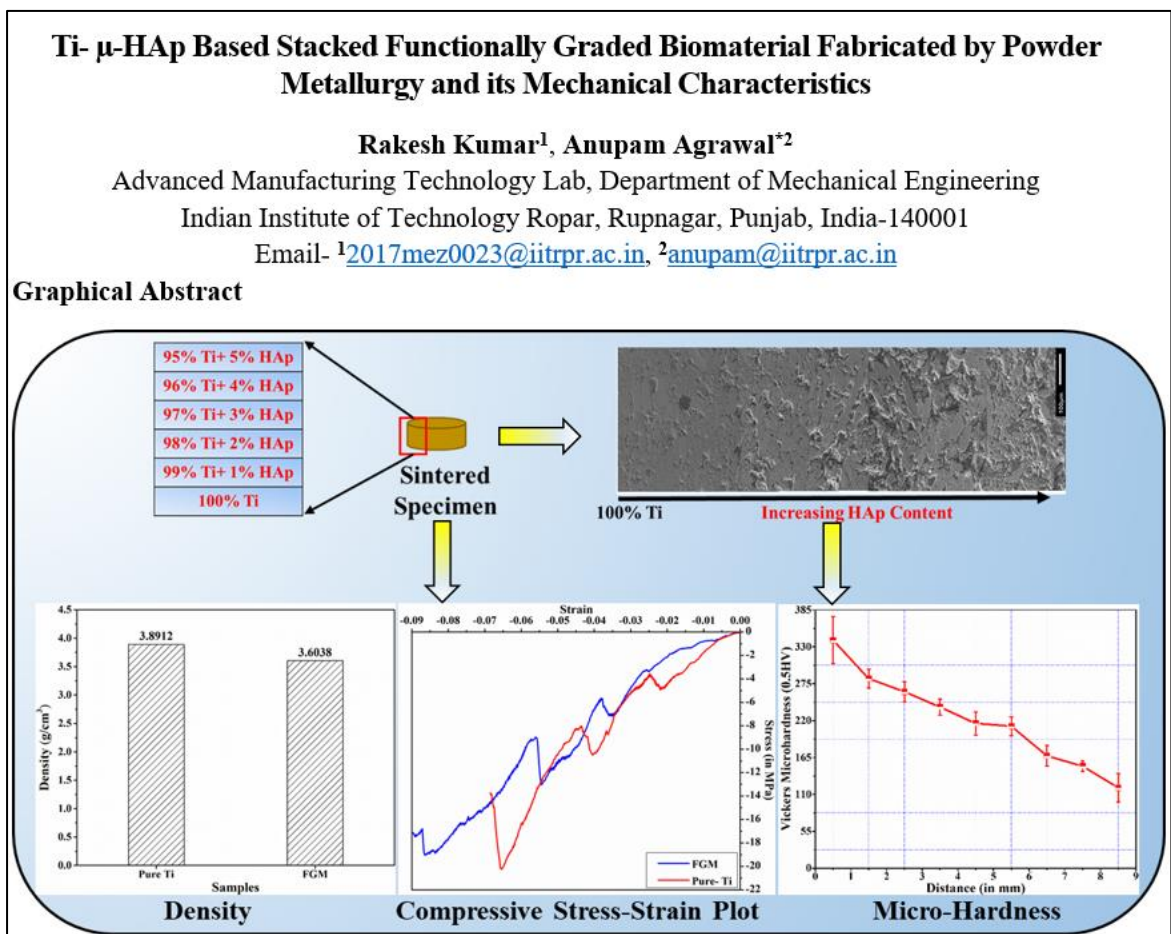 Ti- μ-HAp Based Stacked Functionally Graded Biomaterial Fabricated by Powder
Metallurgy and its Mechanical Characteristics
Rakesh Kumar1, Anupam Agrawal*2
Advanced Manufacturing Technology Lab, Department of Mechanical Engineering
Indian Institute of Technology Ropar, Rupnagar, Punjab, India-140001
Email- 12017mez0023@iitrpr.ac.in, 2anupam@iitrpr.ac.in
Graphical Abstract
95% Ti+ 5% HAp
96% Ti+ 4% HAp
97% Ti+ 3% HAp
98% Ti+ 2% HAp
99% Ti+ 1% HAp
100% Ti
Sintered
Specimen
100μm
100% Ti
Increasing HAp Content
4.5
4.0
3.5
3.0
2.5
2.0
1.5
1.0
0.5
0.0
Density (g/cm3)
3.8912
3.6038
Pure Ti
FGM
Samples
Density
Strain
-0.09 -0.08 -0.07 -0.06 -0.05 -0.04 -0.03 -0.02 -0.01 0.00
0
-2
-4
-6
-8
-10
-12
-14
-16
-18
-20
-22
Stress (in MPa)
FGM
Pure- Ti
Compressive Stress-Strain Plot
385
330
275
220
165
110
55
0
Vickers Microhardness (0.5HV)
0 1 2 3 4 5 6 7 8 9
Distance (in mm)
Micro-Hardness